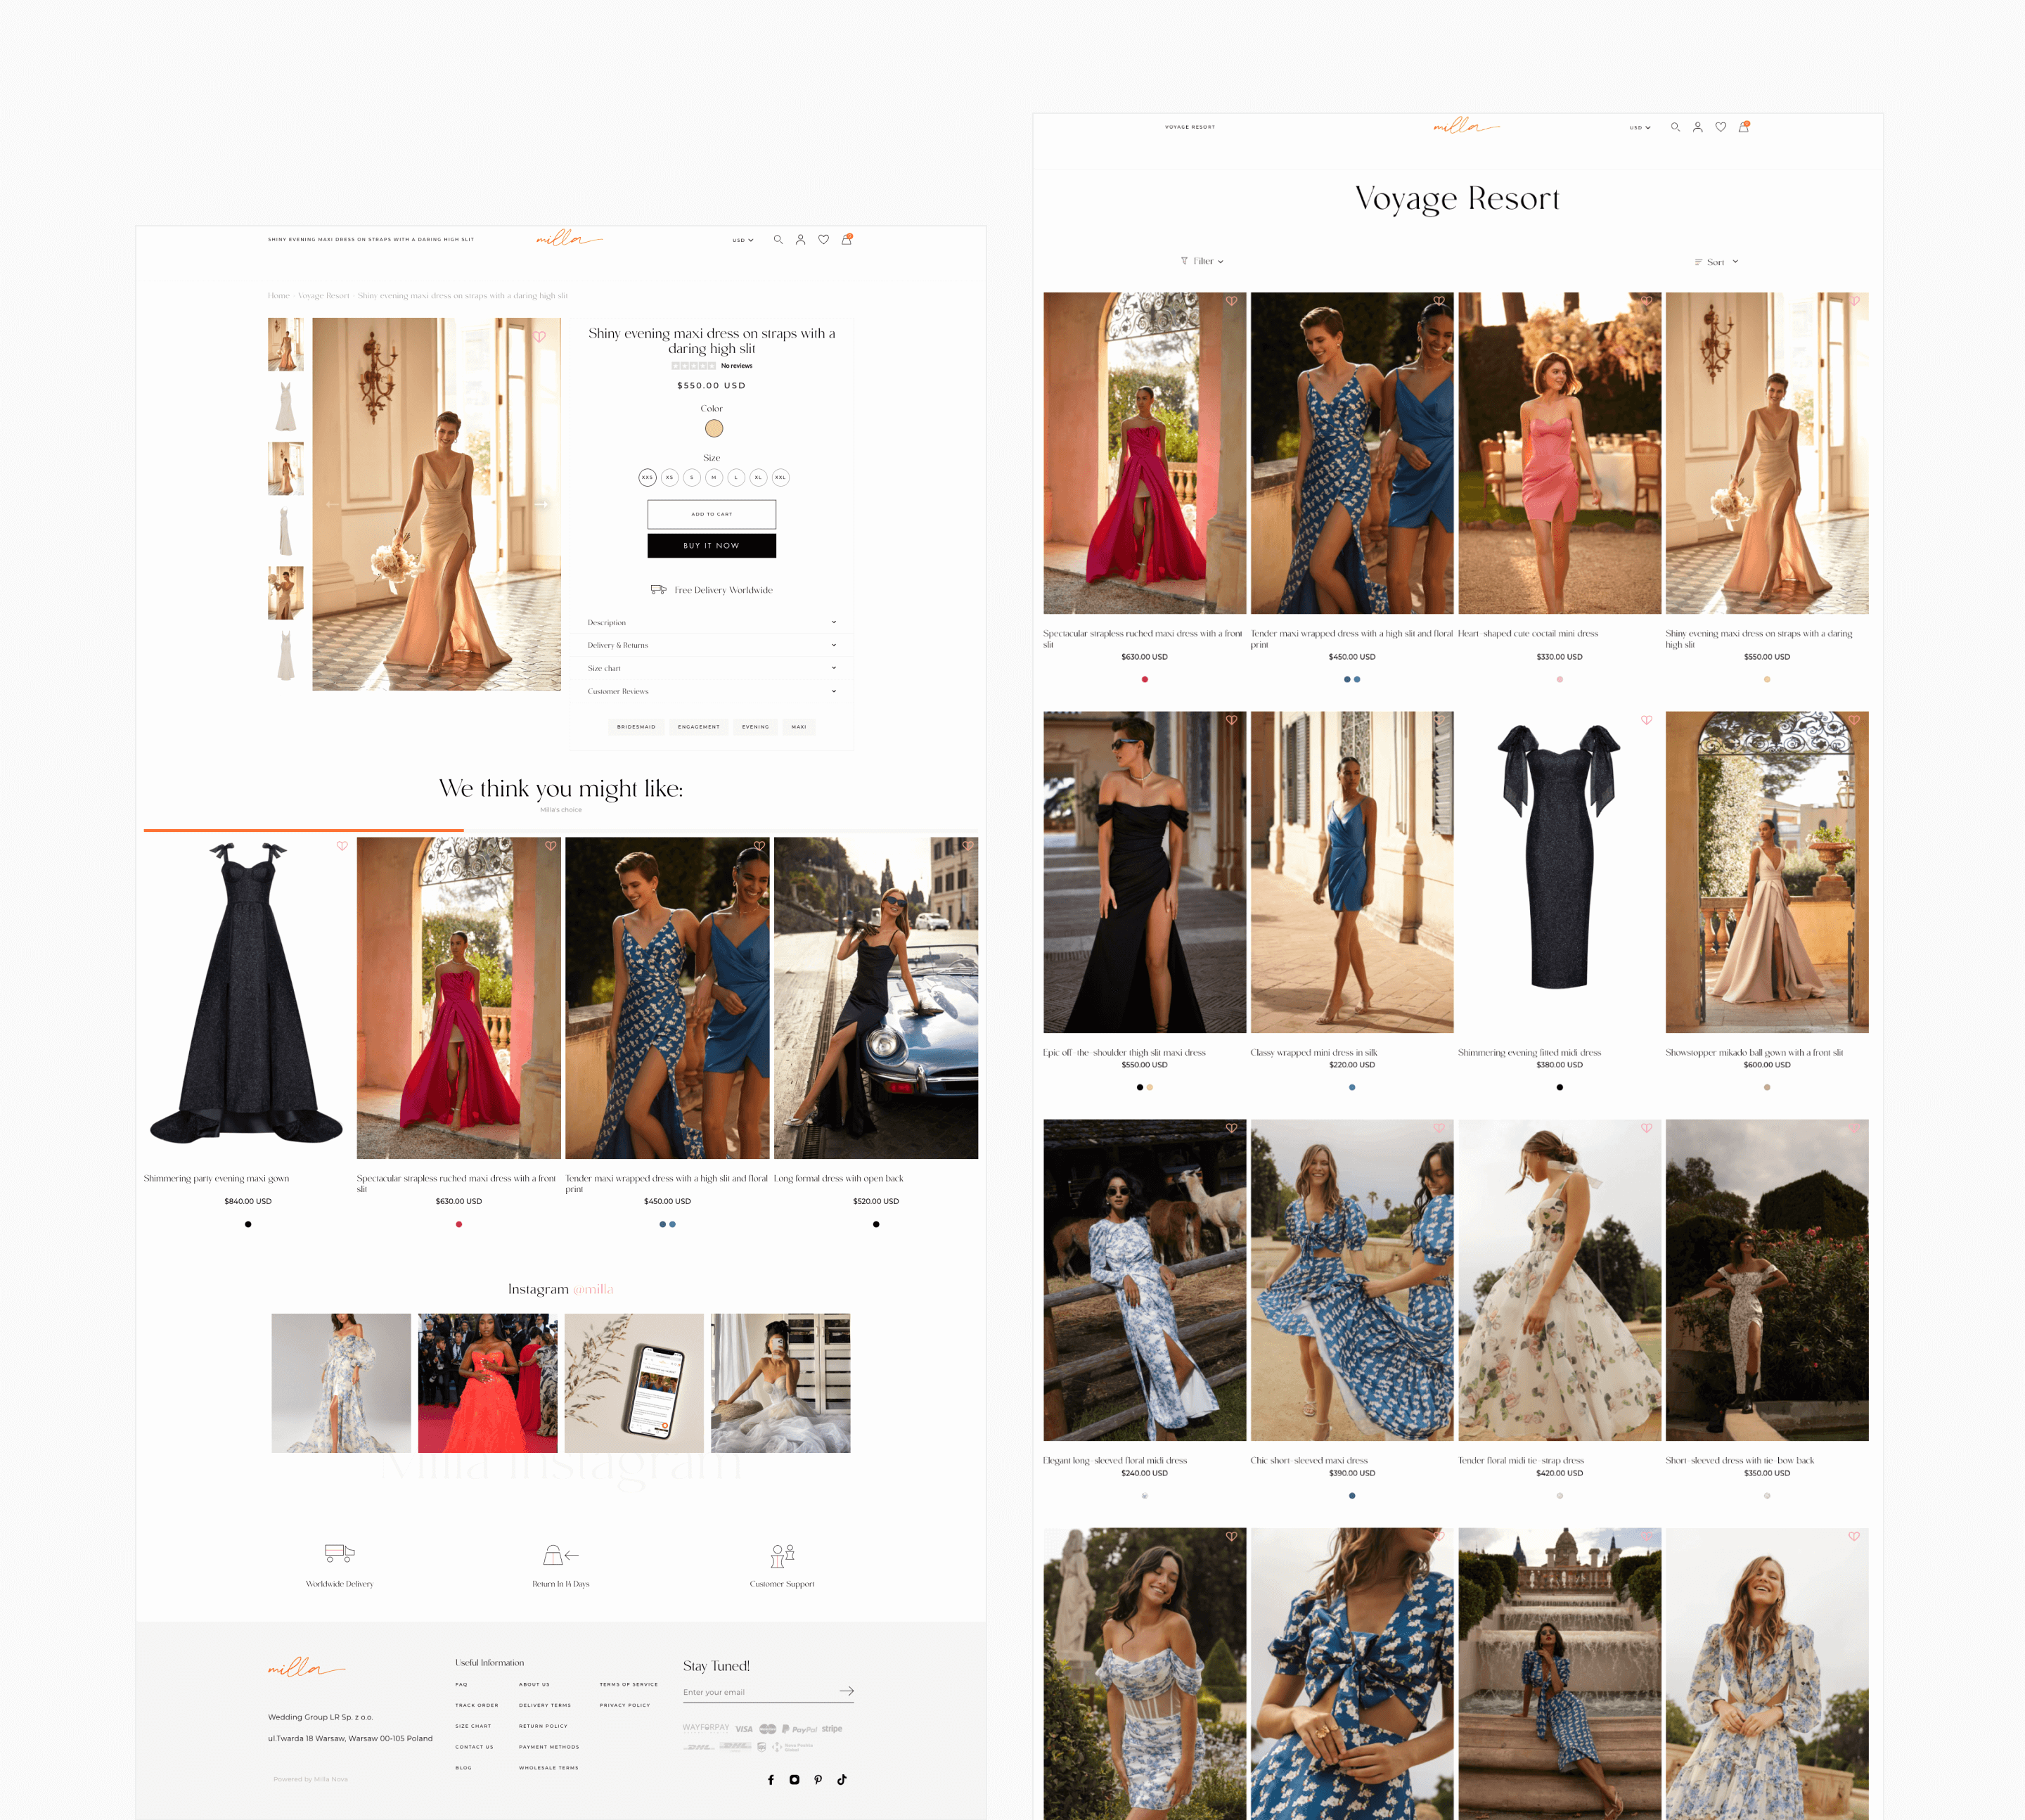 SHINY EVENING MAXI DRESS ON STRAPS WITH A DARING HIGH SLIT
milla
USD
Home - Voyage Resort - Shiny evening maxi dress on straps with a daring high slit
Shiny evening maxi dress on straps with a
daring high slit
No reviews
$550.00 USD
Color
Size
XXS XS S M L XL XXL
ADD TO CART
BUY IT NOW
Free Delivery Worldwide
Description
Delivery & Returns
Size chart
Customer Reviews
BRIDESMAID ENGAGEMENT EVENING MAXI
We think you might like:
Milla's choice
Shimmering party evening maxi gown
$840.00 USD
Spectacular strapless ruched maxi dress with a front
slit
$630.00 USD
Tender maxi wrapped dress with a high slit and floral
print
$450.00 USD
Long formal dress with open back
$520.00 USD
Instagram @milla
Milla Instagram
Worldwide Delivery
Return In 14 Days
Customer Support
milla
Wedding Group LR Sp. z o.o.
ul.Twarda 18 Warsaw, Warsaw 00-105 Poland
Powered by Milla Nova
Useful Information
FAQ
TRACK ORDER
SIZE CHART
CONTACT US
BLOG
ABOUT US
DELIVERY TERMS
RETURN POLICY
PAYMENT METHODS
WHOLESALE TERMS
TERMS OF SERVICE
PRIVACY POLICY
Stay Tuned!
Enter your email
WAYFORPAY VISA PayPal stripe
VOYAGE RESORT
milla
USD
Voyage Resort
Filter
Sort
Spectacular strapless ruched maxi dress with a front
slit
$630.00 USD
Tender maxi wrapped dress with a high slit and floral
print
$450.00 USD
Heart-shaped cute coctail mini dress
$330.00 USD
Shiny evening maxi dress on straps with a daring
high slit
$550.00 USD
Epic off-the-shoulder thigh slit maxi dress
$550.00 USD
Classy wrapped mini dress in silk
$220.00 USD
Shimmering evening fitted midi dress
$380.00 USD
Showstopper mikado ball gown with a front slit
$600.00 USD
Elegant long-sleeved floral midi dress
$240.00 USD
Chic short-sleeved maxi dress
$390.00 USD
Tender floral midi tie-strap dress
$420.00 USD
Short-sleeved dress with tie-bow back
$350.00 USD